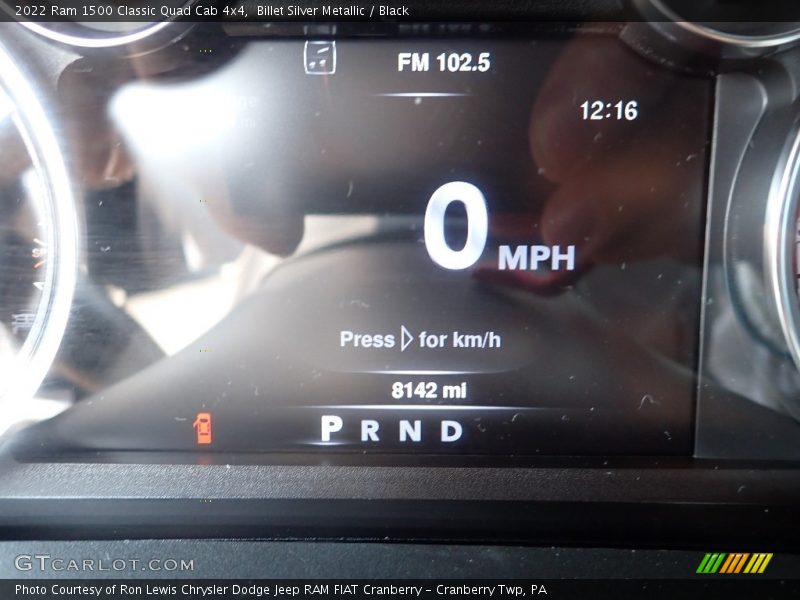 2022 Ram 1500 Classic Quad Cab 4x4, Billet Silver Metallic / Black
FM 102.5
12:16
0 MPH
Press ▷ for km/h
8142 mi
P R N D
GTCARLOT.COM
Photo Courtesy of Ron Lewis Chrysler Dodge Jeep RAM FIAT Cranberry – Cranberry Twp, PA